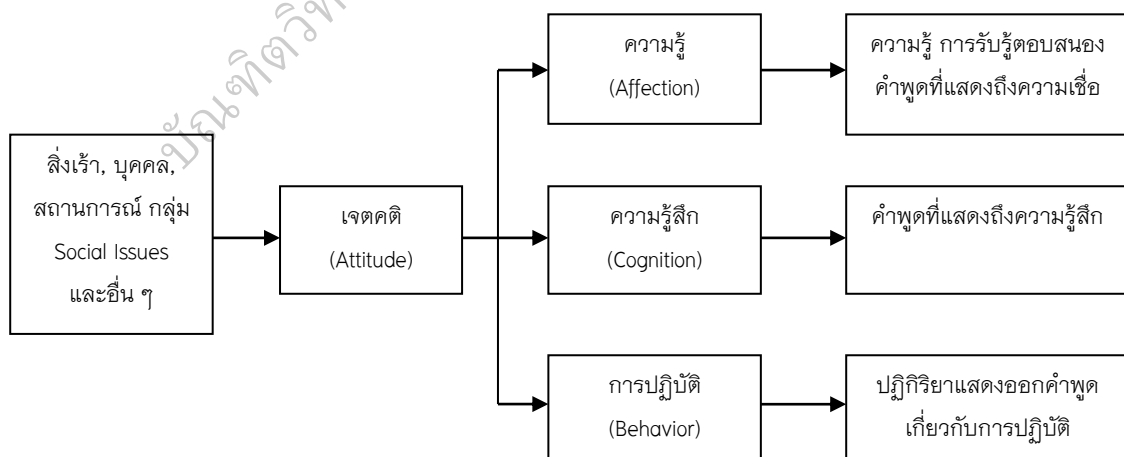 บัณฑิตวิท
สิ่งเร้า, บุคคล,
สถานการณ์ กลุ่ม
Social Issues
และอื่น ๆ
เจตคติ
(Attitude)
ความรู้
(Affection)
ความรู้ การรับรู้ตอบสนอง
คำพูดที่แสดงถึงความเชื่อ
ความรู้สึก
(Cognition)
คำพูดที่แสดงถึงความรู้สึก
การปฏิบัติ
(Behavior)
ปฏิกิริยาแสดงออกคำพูด
เกี่ยวกับการปฏิบัติ